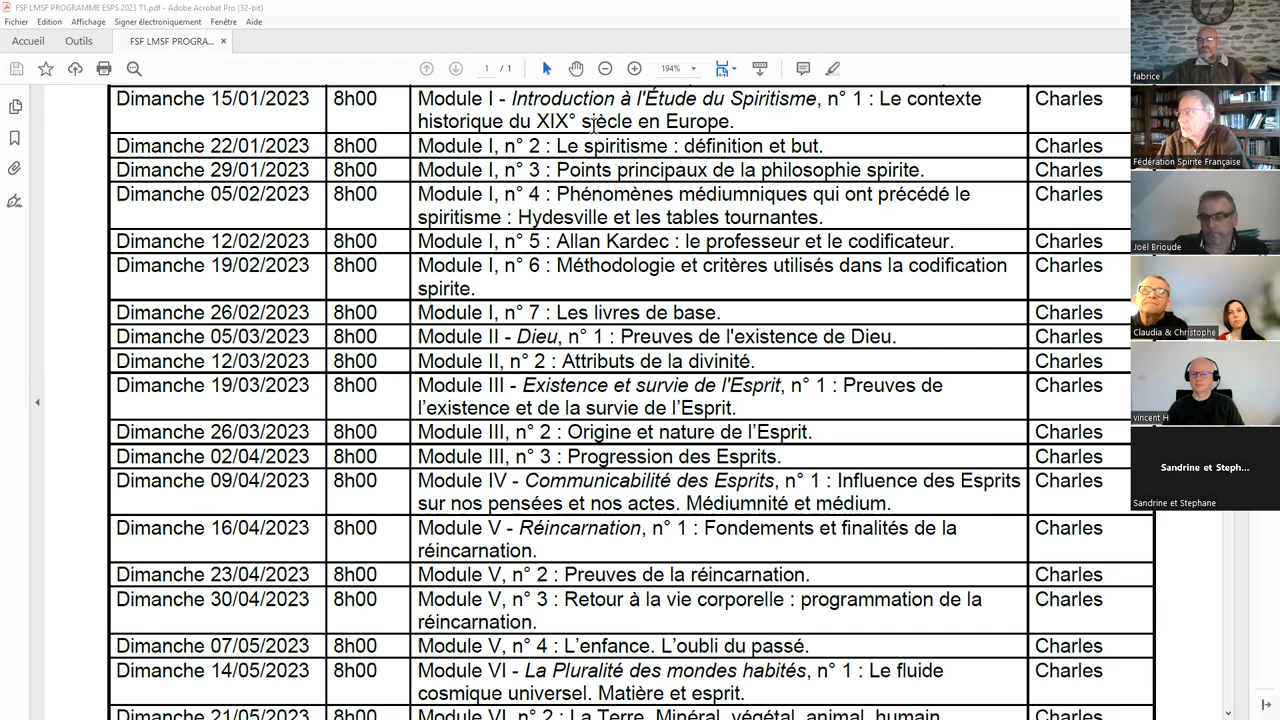 FSF LMSF PROGRAMME ESPS 2023 T1.pdf - Adobe Acrobat Pro (32-bit)
Fichier Edition Affichage Signer électroniquement Fenêtre Aide
Accueil Outils FSF LMSF PROGRA... ×
1 / 1 194%
Dimanche 15/01/2023 8h00 Module I - Introduction à l'Étude du Spiritisme, n° 1 : Le contexte Charles
historique du XIX° siècle en Europe.
Dimanche 22/01/2023 8h00 Module I, n° 2 : Le spiritisme : définition et but. Charles
Dimanche 29/01/2023 8h00 Module I, n° 3 : Points principaux de la philosophie spirite. Charles
Dimanche 05/02/2023 8h00 Module I, n° 4 : Phénomènes médiumniques qui ont précédé le Charles
spiritisme : Hydesville et les tables tournantes.
Dimanche 12/02/2023 8h00 Module I, n° 5 : Allan Kardec : le professeur et le codificateur. Charles
Dimanche 19/02/2023 8h00 Module I, n° 6 : Méthodologie et critères utilisés dans la codification Charles
spirite.
Dimanche 26/02/2023 8h00 Module I, n° 7 : Les livres de base. Charles
Dimanche 05/03/2023 8h00 Module II - Dieu, n° 1 : Preuves de l'existence de Dieu. Charles
Dimanche 12/03/2023 8h00 Module II, n° 2 : Attributs de la divinité. Charles
Dimanche 19/03/2023 8h00 Module III - Existence et survie de l'Esprit, n° 1 : Preuves de Charles
l'existence et de la survie de l'Esprit.
Dimanche 26/03/2023 8h00 Module III, n° 2 : Origine et nature de l'Esprit. Charles
Dimanche 02/04/2023 8h00 Module III, n° 3 : Progression des Esprits. Charles
Dimanche 09/04/2023 8h00 Module IV - Communicabilité des Esprits, n° 1 : Influence des Esprits Charles
sur nos pensées et nos actes. Médiumnité et médium.
Dimanche 16/04/2023 8h00 Module V - Réincarnation, n° 1 : Fondements et finalités de la Charles
réincarnation.
Dimanche 23/04/2023 8h00 Module V, n° 2 : Preuves de la réincarnation. Charles
Dimanche 30/04/2023 8h00 Module V, n° 3 : Retour à la vie corporelle : programmation de la Charles
réincarnation.
Dimanche 07/05/2023 8h00 Module V, n° 4 : L'enfance. L'oubli du passé. Charles
Dimanche 14/05/2023 8h00 Module VI - La Pluralité des mondes habités, n° 1 : Le fluide Charles
cosmique universel. Matière et esprit.
Dimanche 21/05/2023 8h00 Module VI, n° 2 : La Terre. Minéral, végétal, animal, humain. Charles
fabrice
Fédération Spirite Française
Joël Brioude
Claudia & Christophe
vincent H
Sandrine et Steph...
Sandrine et Stephane